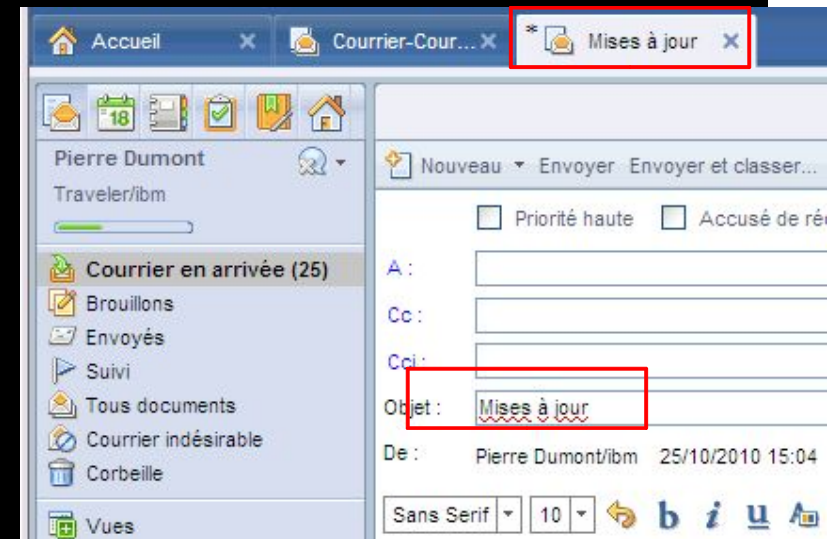 Accueil
Courrier-Cour...
* Mises à jour
18
Pierre Dumont
Traveler/ibm
Courrier en arrivée (25)
Brouillons
Envoyés
Suivi
Tous documents
Courrier indésirable
Corbeille
Vues
Nouveau Envoyer Envoyer et classer...
Priorité haute Accusé de ré
A :
Cc :
Cci :
Objet : Mises à jour
De : Pierre Dumont/ibm 25/10/2010 15:04
Sans Serif 10 b i u